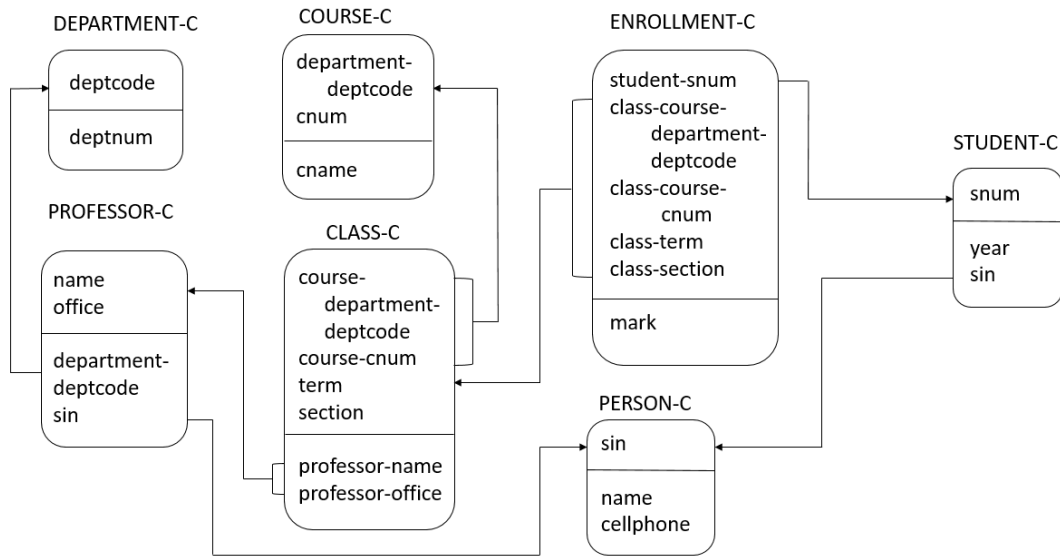 DEPARTMENT-C
deptcode
deptnum
COURSE-C
department-
deptcode
cnum
cname
ENROLLMENT-C
student-snum
class-course-
department-
deptcode
class-course-
cnum
class-term
class-section
mark
STUDENT-C
snum
year
sin
PROFESSOR-C
name
office
department-
deptcode
sin
CLASS-C
course-
department-
deptcode
course-cnum
term
section
professor-name
professor-office
PERSON-C
sin
name
cellphone